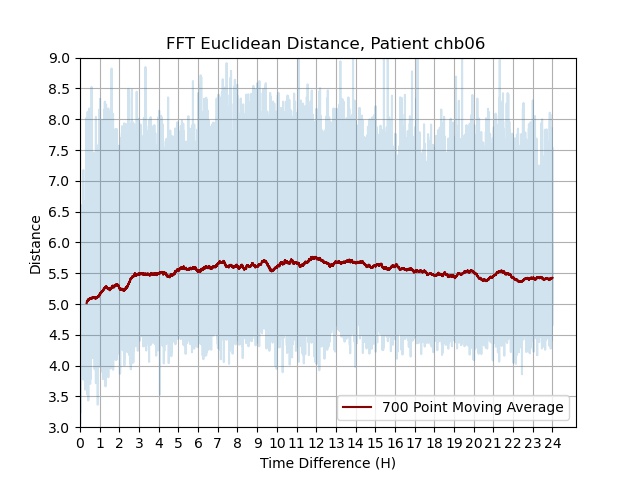 FFT Euclidean Distance, Patient chb06
9.0
8.5
8.0
7.5
7.0
6.5
6.0
5.5
5.0
4.5
4.0
3.5
3.0
Distance
700 Point Moving Average
0 1 2 3 4 5 6 7 8 9 10 11 12 13 14 15 16 17 18 19 20 21 22 23 24
Time Difference (H)